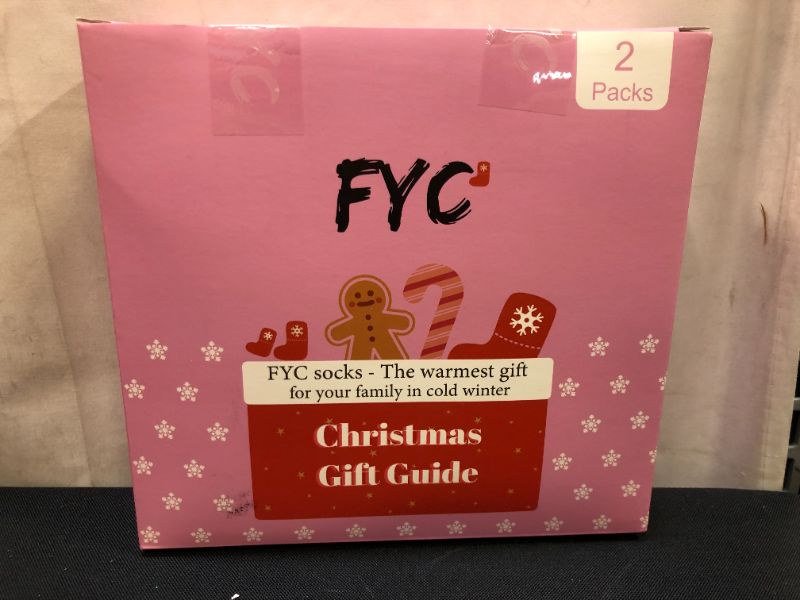 2
Packs
FYC
FYC socks - The warmest gift
for your family in cold winter
Christmas
Gift Guide